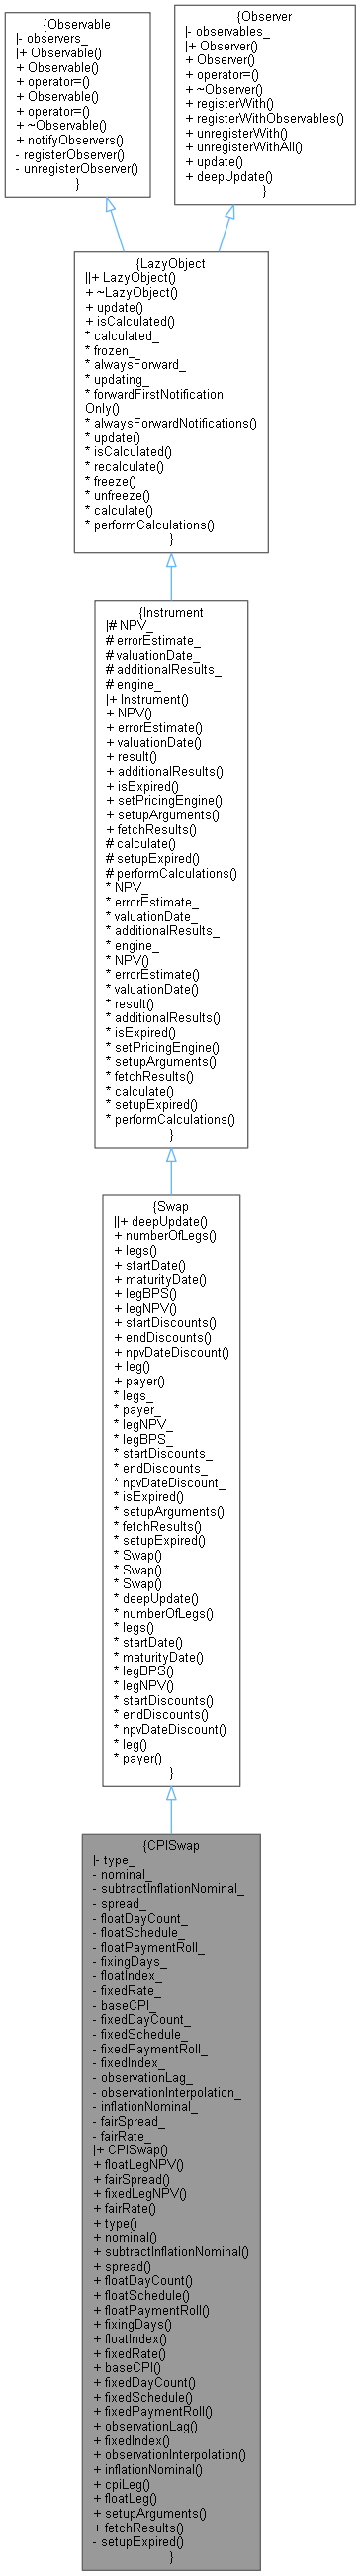 {Observable
|- observers_
|+ Observable()
+ Observable()
+ operator=()
+ Observable()
+ operator=()
+ ~Observable()
+ notifyObservers()
- registerObserver()
- unregisterObserver()
}
{Observer
|- observables_
|+ Observer()
+ Observer()
+ operator=()
+ ~Observer()
+ registerWith()
+ registerWithObservables()
+ unregisterWith()
+ unregisterWithAll()
+ update()
+ deepUpdate()
}
{LazyObject
||+ LazyObject()
+ ~LazyObject()
+ update()
+ isCalculated()
* calculated_
* frozen_
* alwaysForward_
* updating_
* forwardFirstNotification
Only()
* alwaysForwardNotifications()
* update()
* isCalculated()
* recalculate()
* freeze()
* unfreeze()
* calculate()
* performCalculations()
}
{Instrument
|# NPV_
# errorEstimate_
# valuationDate_
# additionalResults_
# engine_
|+ Instrument()
+ NPV()
+ errorEstimate()
+ valuationDate()
+ result()
+ additionalResults()
+ isExpired()
+ setPricingEngine()
+ setupArguments()
+ fetchResults()
# calculate()
# setupExpired()
# performCalculations()
* NPV_
* errorEstimate_
* valuationDate_
* additionalResults_
* engine_
* NPV()
* errorEstimate()
* valuationDate()
* result()
* additionalResults()
* isExpired()
* setPricingEngine()
* setupArguments()
* fetchResults()
* calculate()
* setupExpired()
* performCalculations()
}
{Swap
||+ deepUpdate()
+ numberOfLegs()
+ legs()
+ startDate()
+ maturityDate()
+ legBPS()
+ legNPV()
+ startDiscounts()
+ endDiscounts()
+ npvDateDiscount()
+ leg()
+ payer()
* legs_
* payer_
* legNPV_
* legBPS_
* startDiscounts_
* endDiscounts_
* npvDateDiscount_
* isExpired()
* setupArguments()
* fetchResults()
* setupExpired()
* Swap()
* Swap()
* Swap()
* deepUpdate()
* numberOfLegs()
* legs()
* startDate()
* maturityDate()
* legBPS()
* legNPV()
* startDiscounts()
* endDiscounts()
* npvDateDiscount()
* leg()
* payer()
}
{CPISwap
|- type_
- nominal_
- subtractInflationNominal_
- spread_
- floatDayCount_
- floatSchedule_
- floatPaymentRoll_
- fixingDays_
- floatIndex_
- fixedRate_
- baseCPI_
- fixedDayCount_
- fixedSchedule_
- fixedPaymentRoll_
- fixedIndex_
- observationLag_
- observationInterpolation_
- inflationNominal_
- fairSpread_
- fairRate_
|+ CPISwap()
+ floatLegNPV()
+ fairSpread()
+ fixedLegNPV()
+ fairRate()
+ type()
+ nominal()
+ subtractInflationNominal()
+ spread()
+ floatDayCount()
+ floatSchedule()
+ floatPaymentRoll()
+ fixingDays()
+ floatIndex()
+ fixedRate()
+ baseCPI()
+ fixedDayCount()
+ fixedSchedule()
+ fixedPaymentRoll()
+ observationLag()
+ fixedIndex()
+ observationInterpolation()
+ inflationNominal()
+ cpiLeg()
+ floatLeg()
+ setupArguments()
+ fetchResults()
- setupExpired()
}